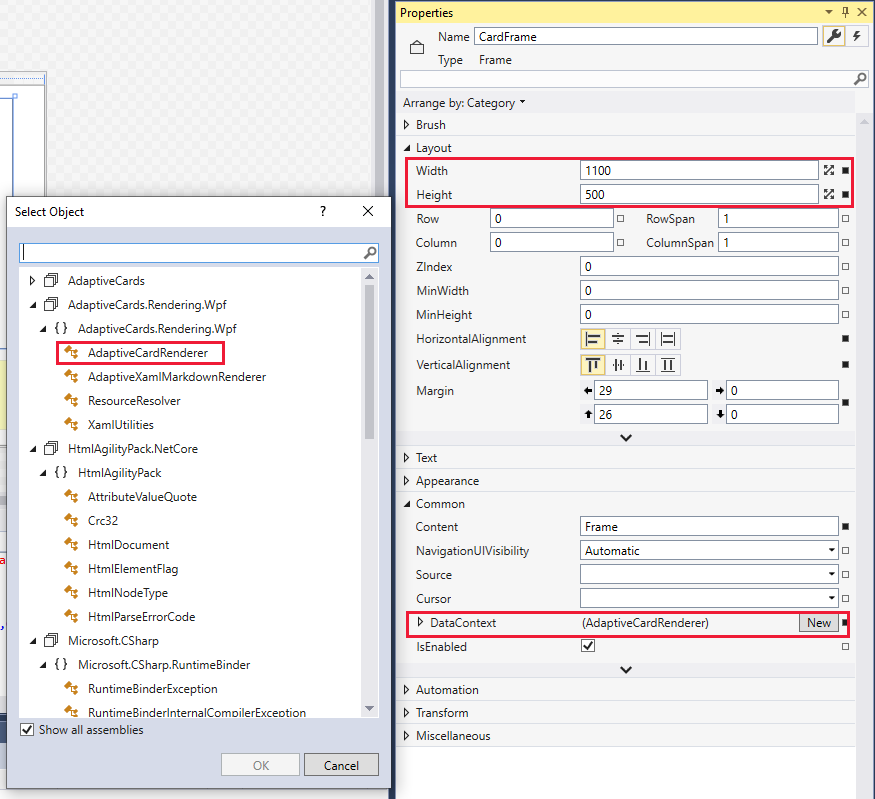 Properties
Name CardFrame
Type Frame
Arrange by: Category
Brush
Layout
Width 1100
Height 500
Row 0 RowSpan 1
Column 0 ColumnSpan 1
ZIndex 0
MinWidth 0
MinHeight 0
HorizontalAlignment
VerticalAlignment
Margin 29 0
26 0
Text
Appearance
Common
Content Frame
NavigationUIVisibility Automatic
Source
Cursor
DataContext (AdaptiveCardRenderer) New
IsEnabled
Automation
Transform
Miscellaneous
Select Object ?
AdaptiveCards
AdaptiveCards.Rendering.Wpf
{ } AdaptiveCards.Rendering.Wpf
AdaptiveCardRenderer
AdaptiveXamlMarkdownRenderer
ResourceResolver
XamlUtilities
HtmlAgilityPack.NetCore
{ } HtmlAgilityPack
AttributeValueQuote
Crc32
HtmlDocument
HtmlElementFlag
HtmlNodeType
HtmlParseErrorCode
Microsoft.CSharp
{ } Microsoft.CSharp.RuntimeBinder
RuntimeBinderException
RuntimeBinderInternalCompilerException
Show all assemblies
OK Cancel